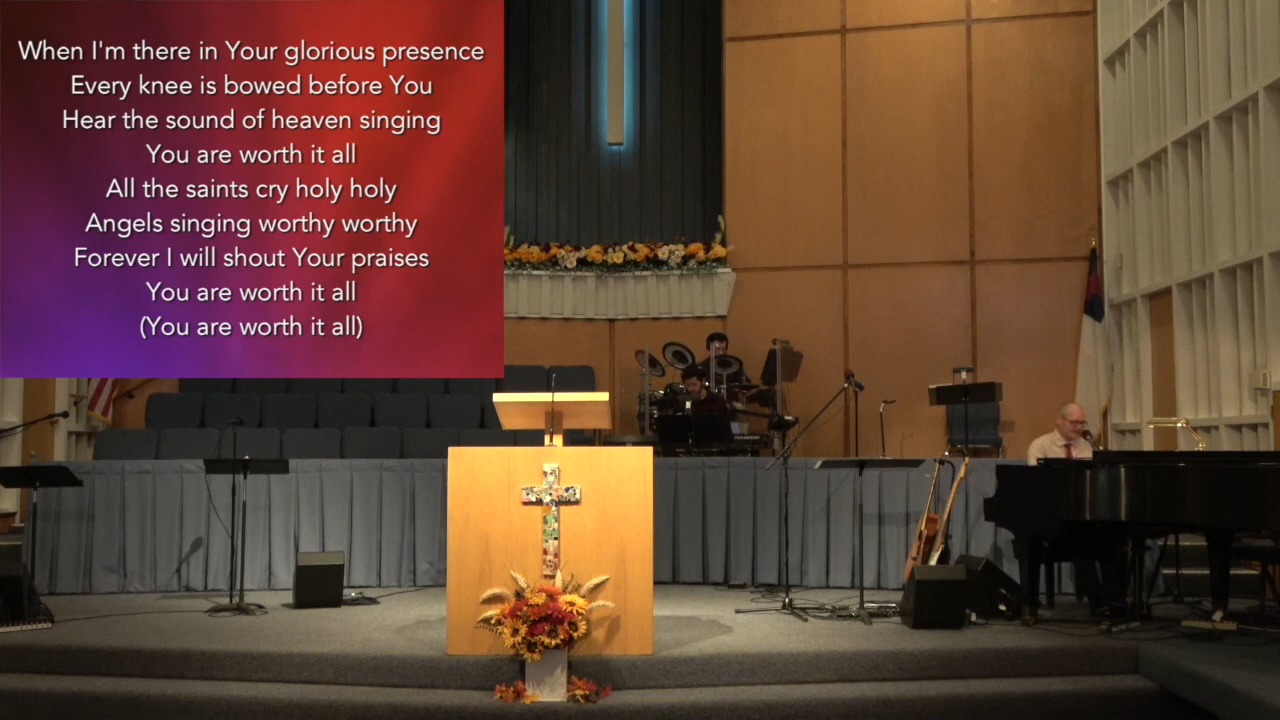 When I'm there in Your glorious presence
Every knee is bowed before You
Hear the sound of heaven singing
You are worth it all
All the saints cry holy holy
Angels singing worthy worthy
Forever I will shout Your praises
You are worth it all
(You are worth it all)